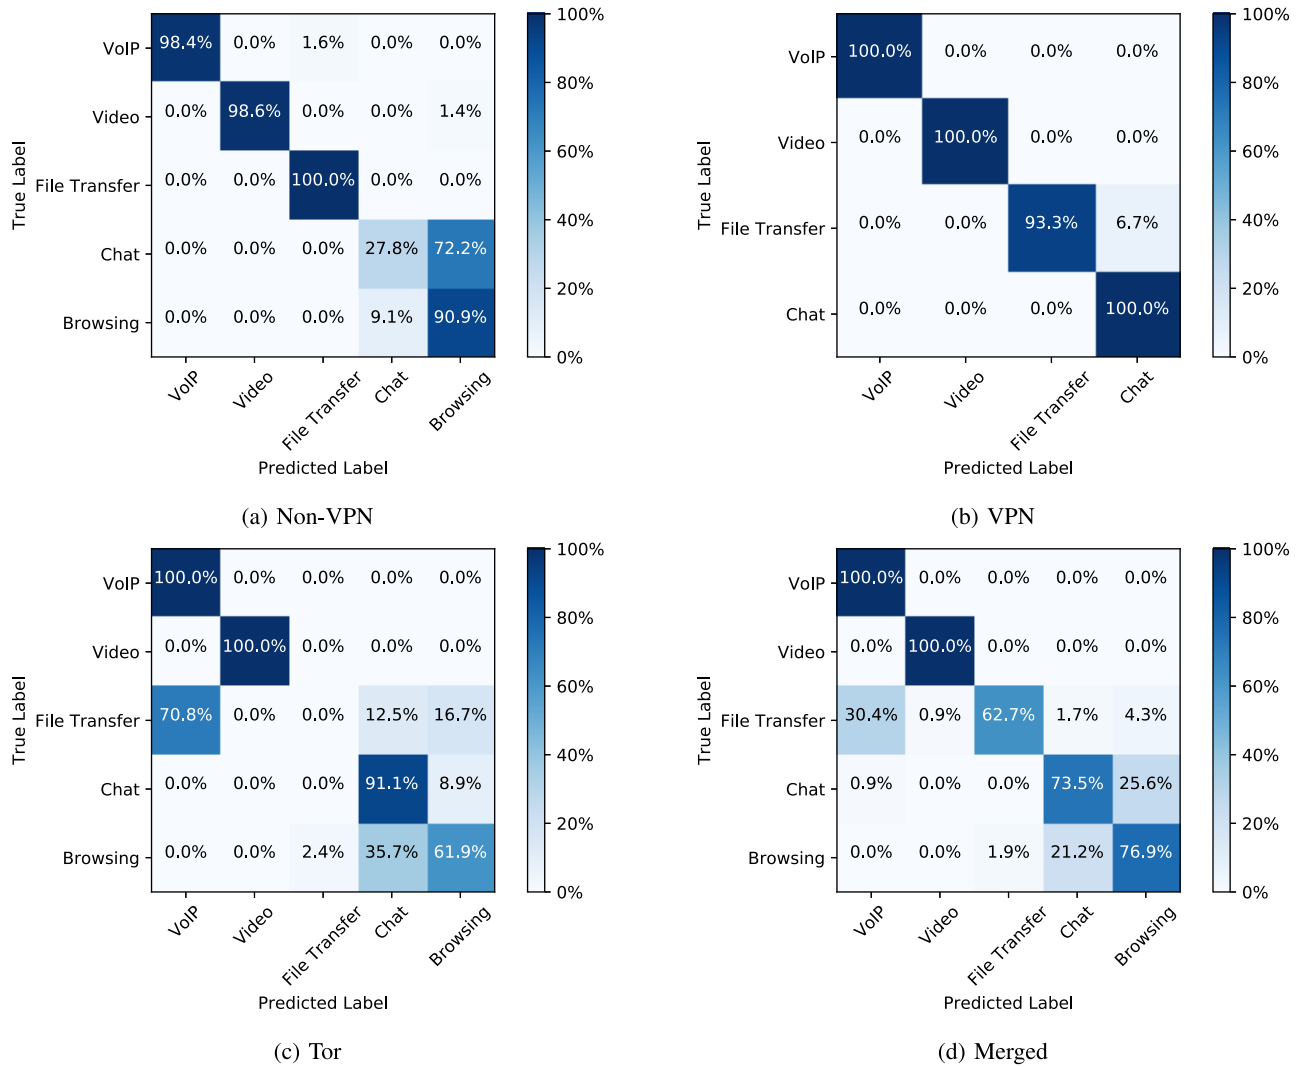 True Label
VoIP 98.4% 0.0% 1.6% 0.0% 0.0%
Video 0.0% 98.6% 0.0% 0.0% 1.4%
File Transfer 0.0% 0.0% 100.0% 0.0% 0.0%
Chat 0.0% 0.0% 0.0% 27.8% 72.2%
Browsing 0.0% 0.0% 0.0% 9.1% 90.9%
VoIP Video File Transfer Chat Browsing
Predicted Label
100%
80%
60%
40%
20%
0%
(a) Non-VPN
True Label
VoIP 100.0% 0.0% 0.0% 0.0%
Video 0.0% 100.0% 0.0% 0.0%
File Transfer 0.0% 0.0% 93.3% 6.7%
Chat 0.0% 0.0% 0.0% 100.0%
VoIP Video File Transfer Chat
Predicted Label
100%
80%
60%
40%
20%
0%
(b) VPN
True Label
VoIP 100.0% 0.0% 0.0% 0.0% 0.0%
Video 0.0% 100.0% 0.0% 0.0% 0.0%
File Transfer 70.8% 0.0% 0.0% 12.5% 16.7%
Chat 0.0% 0.0% 0.0% 91.1% 8.9%
Browsing 0.0% 0.0% 2.4% 35.7% 61.9%
VoIP Video File Transfer Chat Browsing
Predicted Label
100%
80%
60%
40%
20%
0%
(c) Tor
True Label
VoIP 100.0% 0.0% 0.0% 0.0% 0.0%
Video 0.0% 100.0% 0.0% 0.0% 0.0%
File Transfer 30.4% 0.9% 62.7% 1.7% 4.3%
Chat 0.9% 0.0% 0.0% 73.5% 25.6%
Browsing 0.0% 0.0% 1.9% 21.2% 76.9%
VoIP Video File Transfer Chat Browsing
Predicted Label
100%
80%
60%
40%
20%
0%
(d) Merged